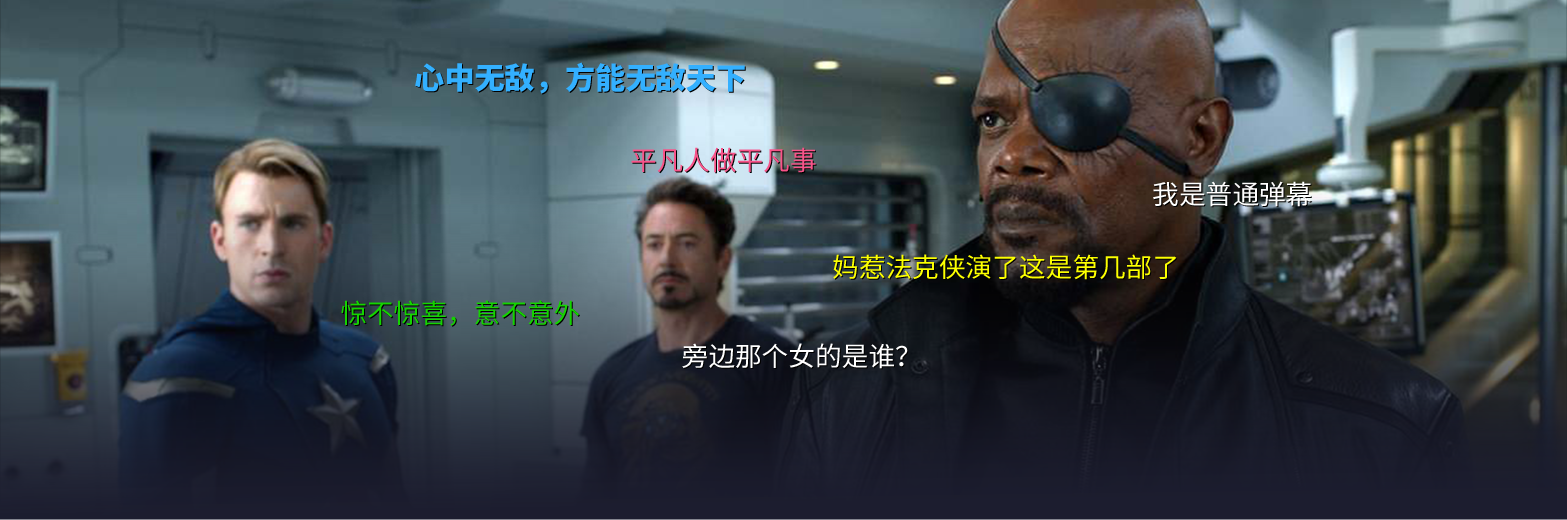 心中无敌，方能无敌天下
平凡人做平凡事
我是普通弹幕
妈惹法克侠演了这是第几部了
惊不惊喜，意不意外
旁边那个女的是谁？